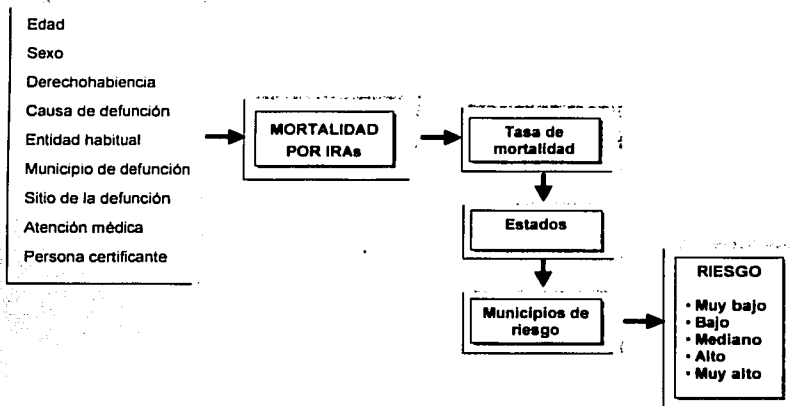 Edad
Sexo
Derechohabiencia
Causa de defunción
Entidad habitual
Municipio de defunción
Sitio de la defunción
Atención médica
Persona certificante
MORTALIDAD
POR IRAs
Tasa de
mortalidad
Estados
Municipios de
riesgo
RIESGO
• Muy bajo
• Bajo
• Mediano
• Alto
• Muy alto